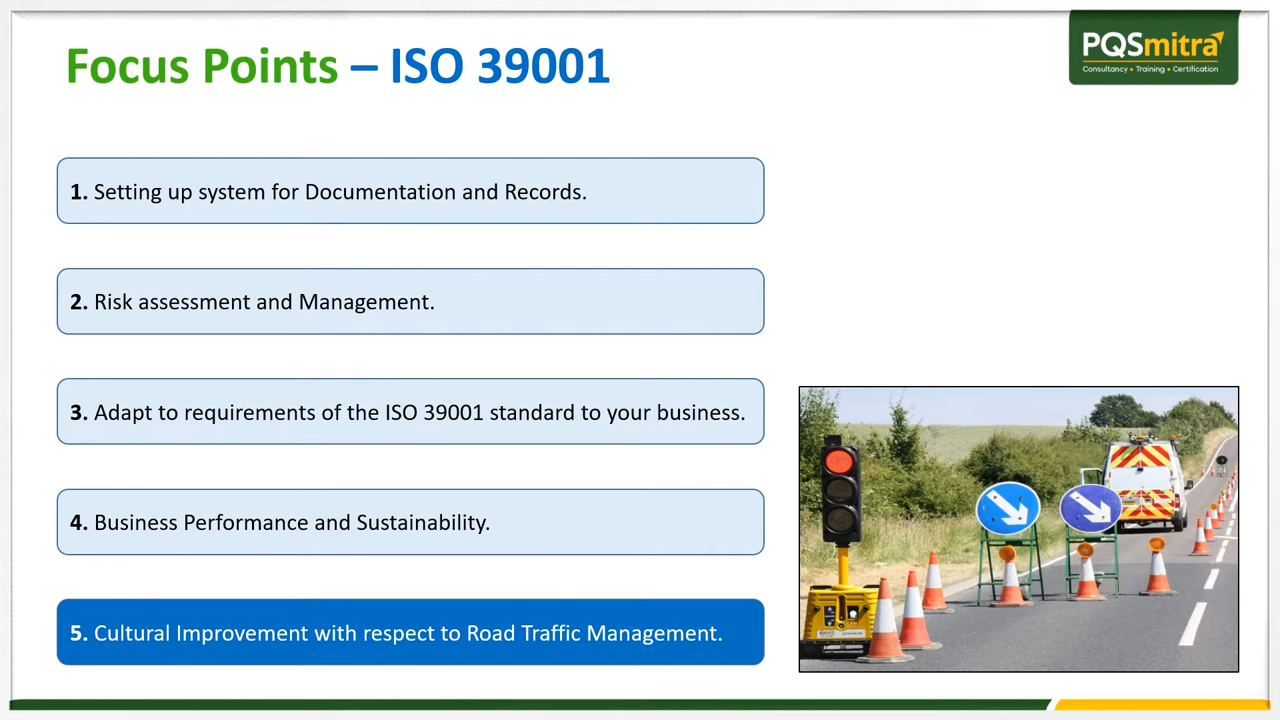 Focus Points – ISO 39001
PQSmitra
Consultancy • Training • Certification
1. Setting up system for Documentation and Records.
2. Risk assessment and Management.
3. Adapt to requirements of the ISO 39001 standard to your business.
4. Business Performance and Sustainability.
5. Cultural Improvement with respect to Road Traffic Management.